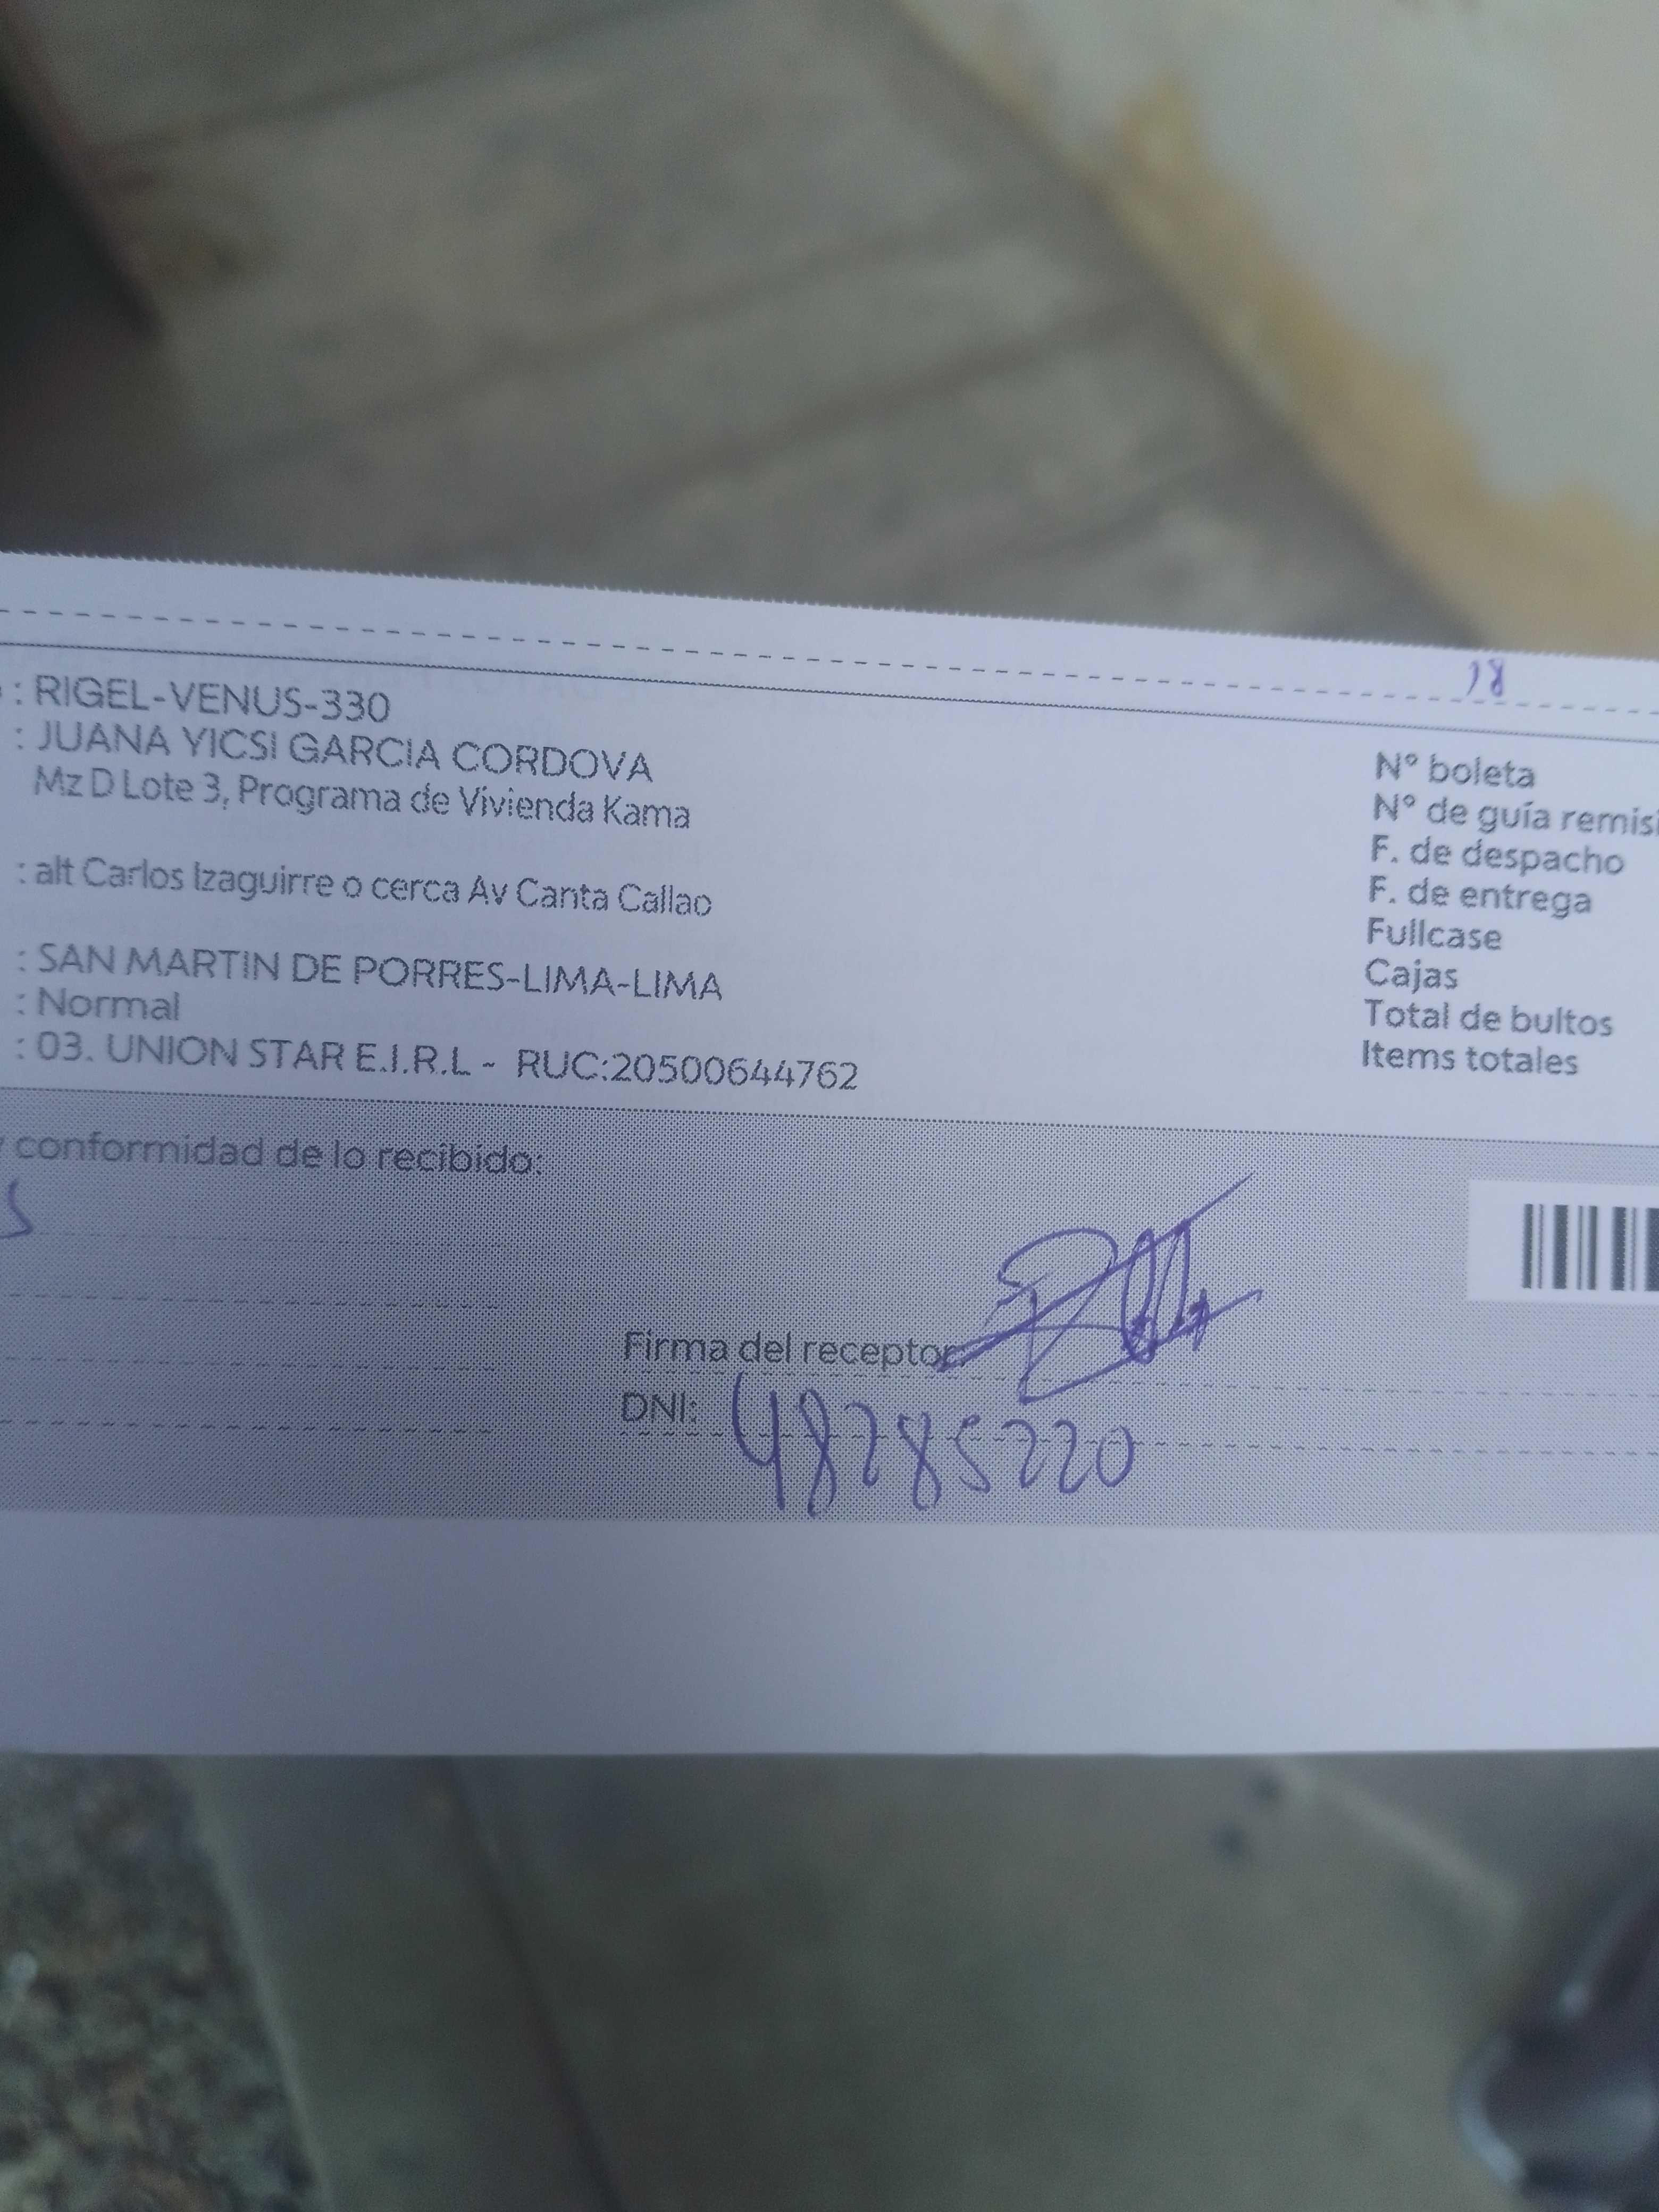 18
: RIGEL-VENUS-330
: JUANA YICSI GARCIA CORDOVA
Mz D Lote 3, Programa de Vivienda Kama
: alt Carlos Izaguirre o cerca Av Canta Callao
: SAN MARTIN DE PORRES-LIMA-LIMA
: Normal
: 03. UNION STAR E.I.R.L - RUC:20500644762
N° boleta
N° de guía remisi
F. de despacho
F. de entrega
Fullcase
Cajas
Total de bultos
Items totales
y conformidad de lo recibido:
s
Firma del receptor:
DNI: 48285220